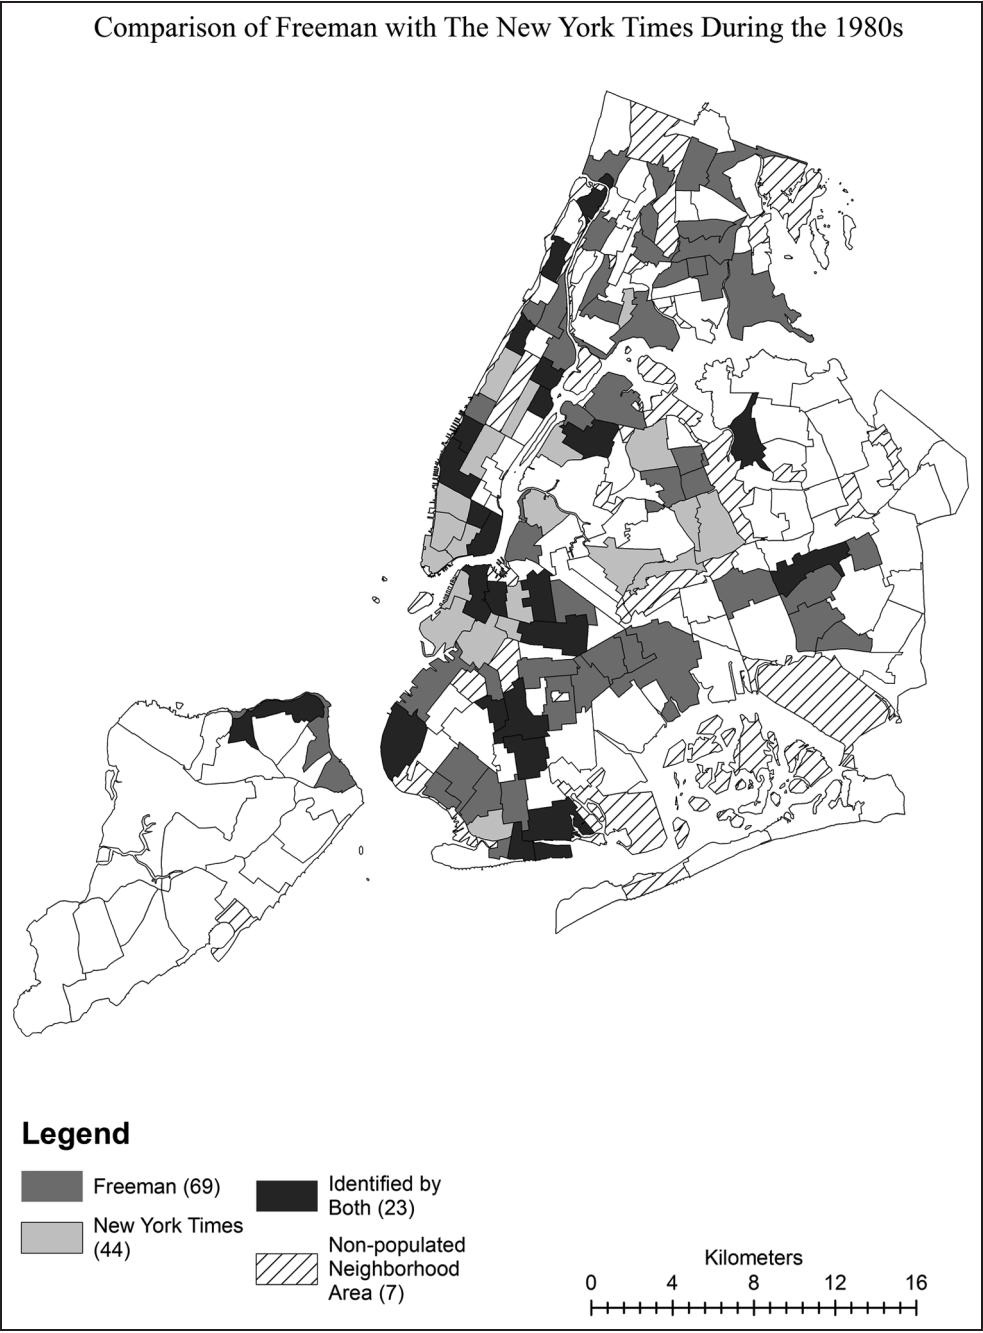 Comparison of Freeman with The New York Times During the 1980s
Legend
Freeman (69)
New York Times
(44)
Identified by
Both (23)
Non-populated
Neighborhood
Area (7)
Kilometers
0 4 8 12 16